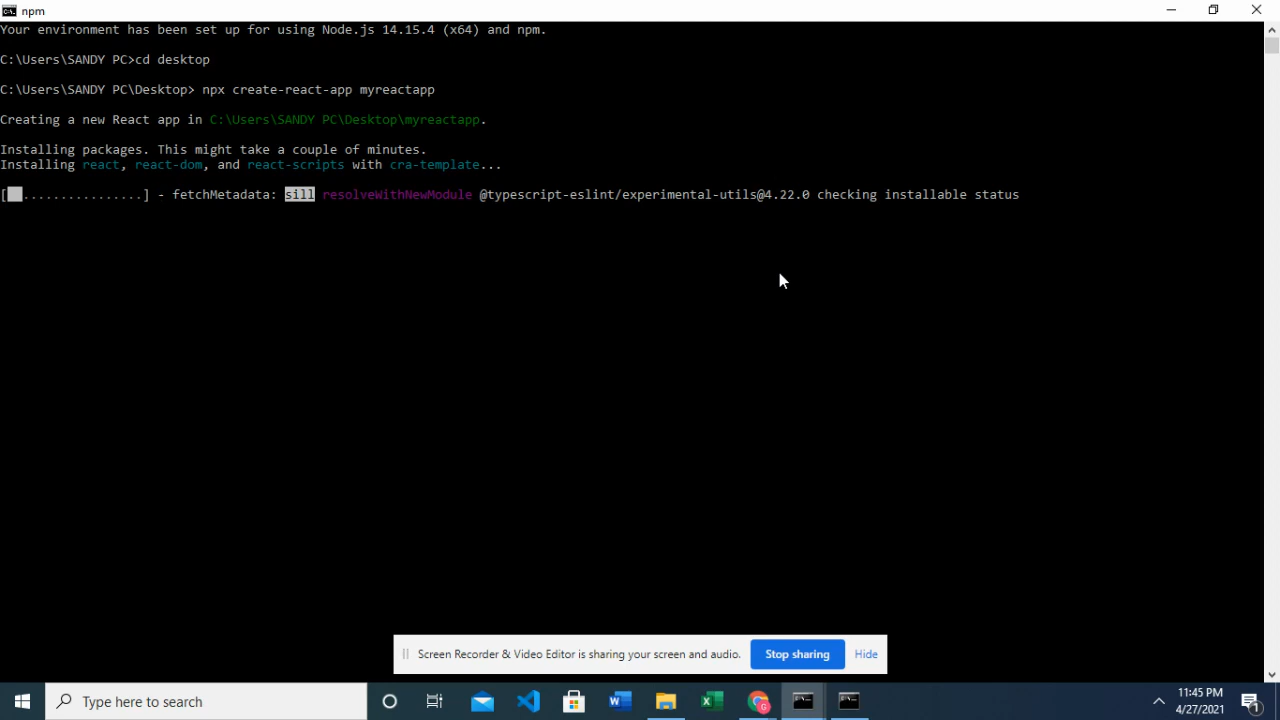 npm
Your environment has been set up for using Node.js 14.15.4 (x64) and npm.
C:\Users\SANDY PC>cd desktop
C:\Users\SANDY PC\Desktop> npx create-react-app myreactapp
Creating a new React app in C:\Users\SANDY PC\Desktop\myreactapp.
Installing packages. This might take a couple of minutes.
Installing react, react-dom, and react-scripts with cra-template...
[ ................] - fetchMetadata: sill resolveWithNewModule @typescript-eslint/experimental-utils@4.22.0 checking installable status
Screen Recorder & Video Editor is sharing your screen and audio. Stop sharing Hide
Type here to search
11:45 PM
4/27/2021
1